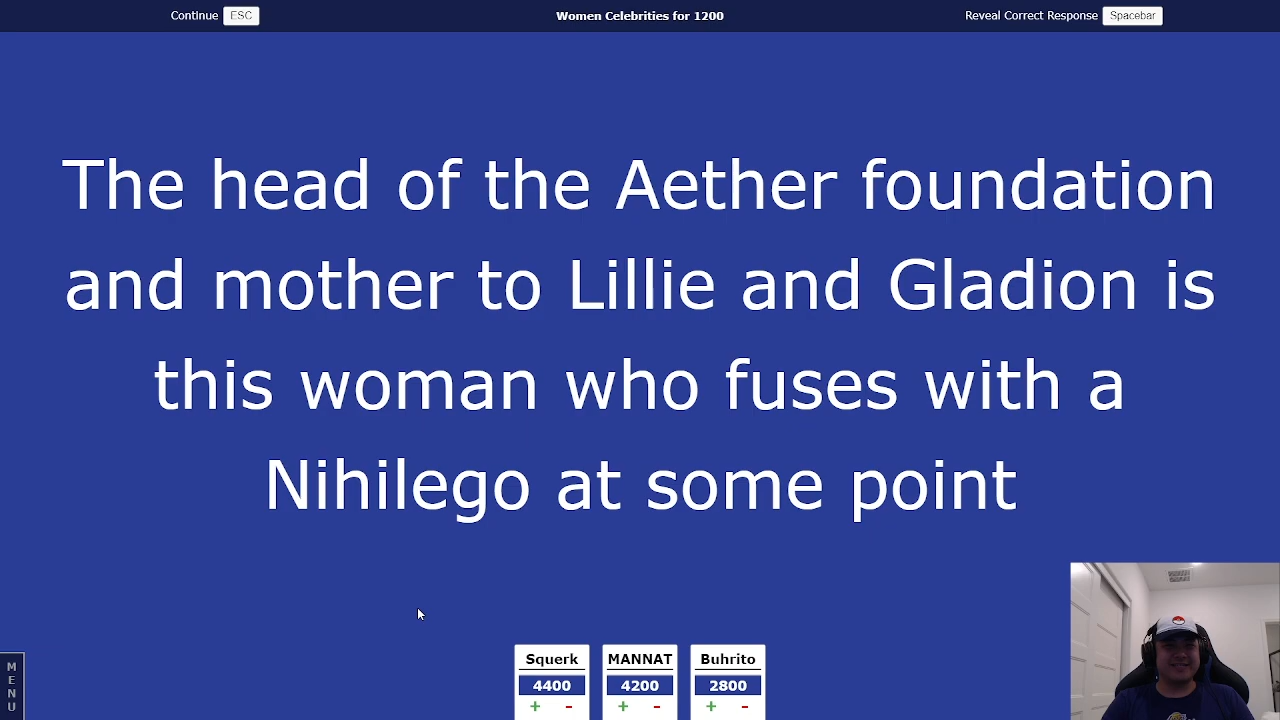 Continue ESC
Women Celebrities for 1200
Reveal Correct Response Spacebar
The head of the Aether foundation
and mother to Lillie and Gladion is
this woman who fuses with a
Nihilego at some point
MENU
Squerk MANNAT Buhrito
4400 4200 2800
+ - + - + -